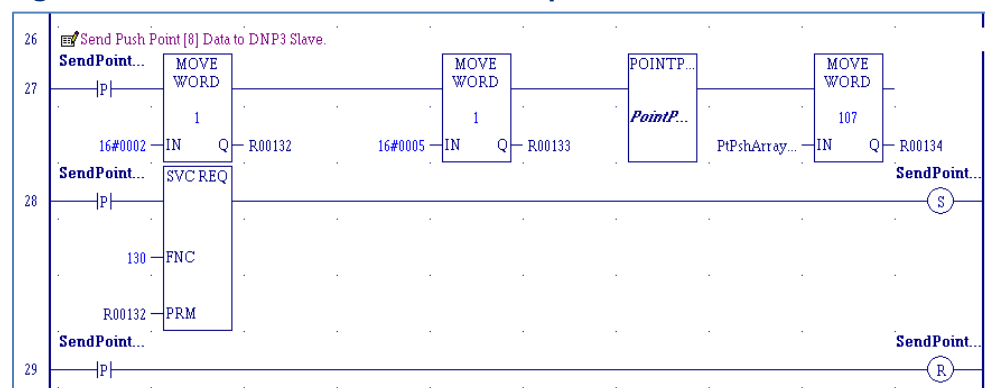 26 Send Push Point [8] Data to DNP3 Slave.
SendPoint...
27 P MOVE WORD 1 MOVE WORD 1 POINTP... PointP... MOVE WORD 107
16#0002 IN Q R00132 16#0005 IN Q R00133 PtPshArray... IN Q R00134
SendPoint... SVC REQ SendPoint...
28 P S
130 FNC
R00132 PRM
SendPoint... SendPoint...
29 P R